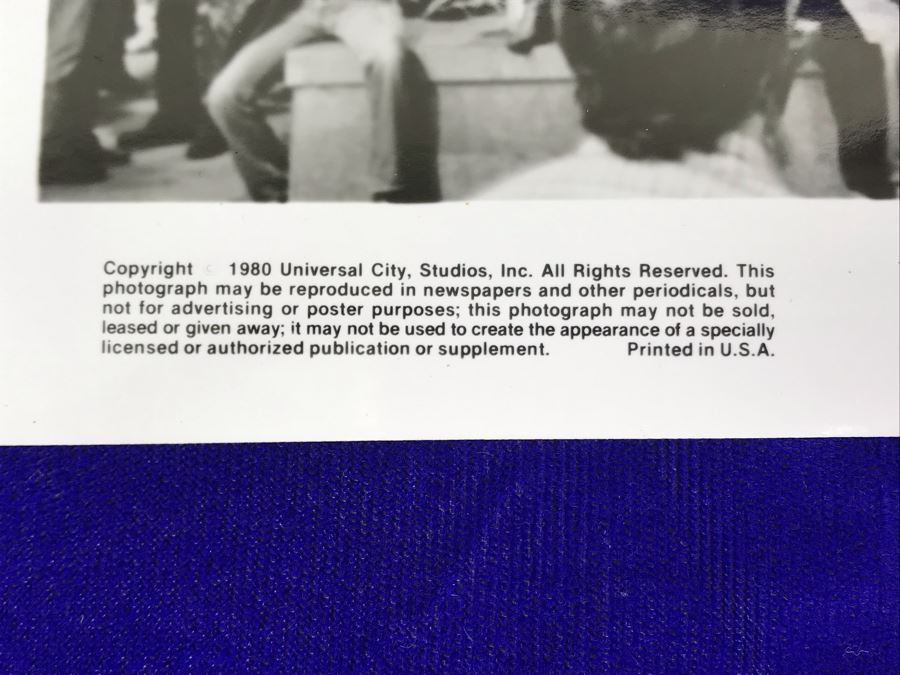 Copyright © 1980 Universal City, Studios, Inc. All Rights Reserved. This
photograph may be reproduced in newspapers and other periodicals, but
not for advertising or poster purposes; this photograph may not be sold,
leased or given away; it may not be used to create the appearance of a specially
licensed or authorized publication or supplement. Printed in U.S.A.